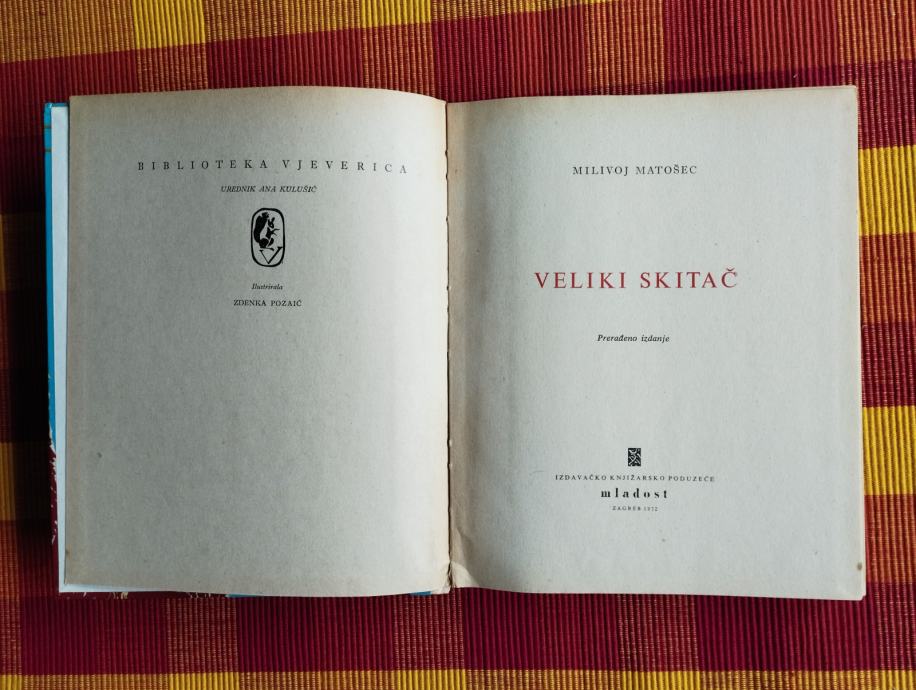 BIBLIOTEKA VJEVERICA
UREDNIK ANA KULUŠIĆ
Ilustrirala
ZDENKA POZAIĆ
MILIVOJ MATOŠEC
VELIKI SKITAČ
Prerađeno izdanje
IZDAVAČKO KNJIŽARSKO PODUZEĆE
mladost
ZAGREB 1972